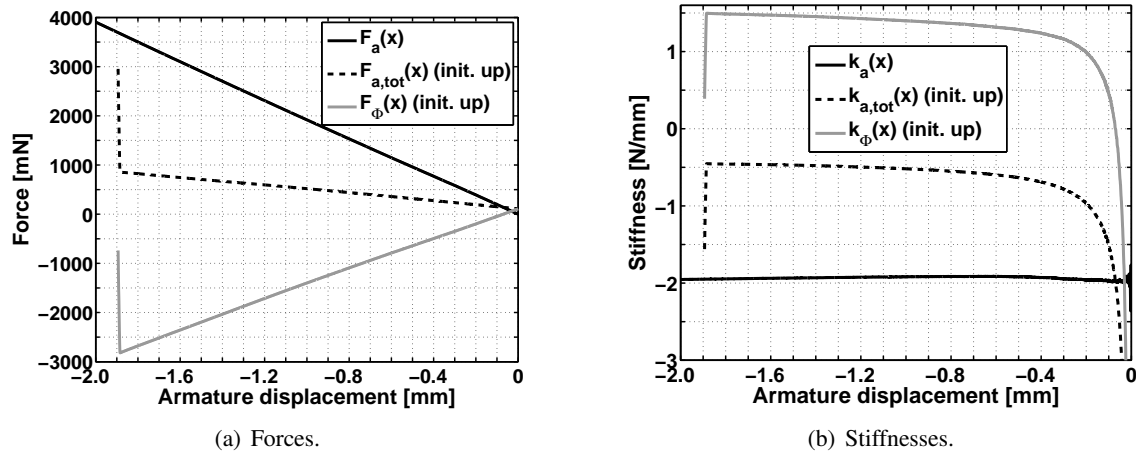 4000
3000
2000
1000
0
−1000
−2000
−3000
Force [mN]
F_a(x)
F_a,tot(x) (init. up)
F_Φ(x) (init. up)
−2.0 −1.6 −1.2 −0.8 −0.4 0
Armature displacement [mm]
(a) Forces.
1
0
−1
−2
−3
Stiffness [N/mm]
k_a(x)
k_a,tot(x) (init. up)
k_Φ(x) (init. up)
−2.0 −1.6 −1.2 −0.8 −0.4 0
Armature displacement [mm]
(b) Stiffnesses.